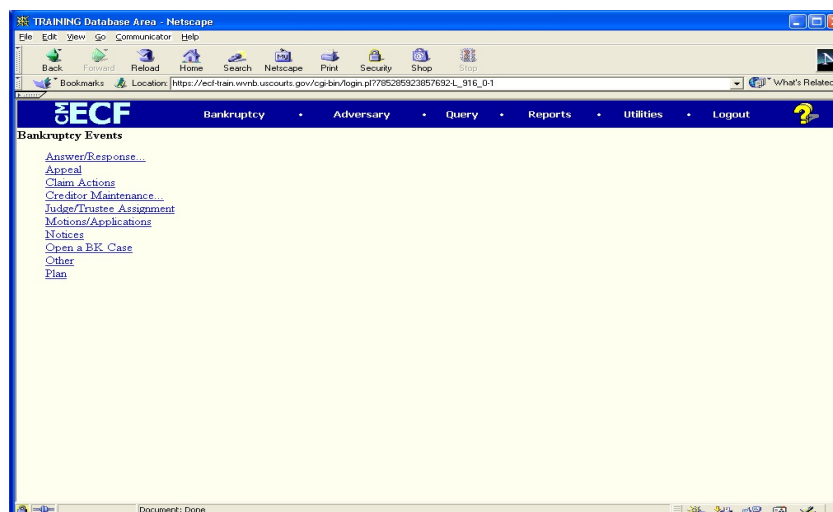 TRAINING Database Area - Netscape
File Edit View Go Communicator Help
Back Forward Reload Home Search Netscape Print Security Shop Stop
Bookmarks Location: https://ecf-train.wvnb.uscourts.gov/cgi-bin/login.pl?785285923857692-L_916_0-1 What's Related
CM ECF Bankruptcy • Adversary • Query • Reports • Utilities • Logout ?
Bankruptcy Events
Answer/Response...
Appeal
Claim Actions
Creditor Maintenance...
Judge/Trustee Assignment
Motions/Applications
Notices
Open a BK Case
Other
Plan
Document: Done